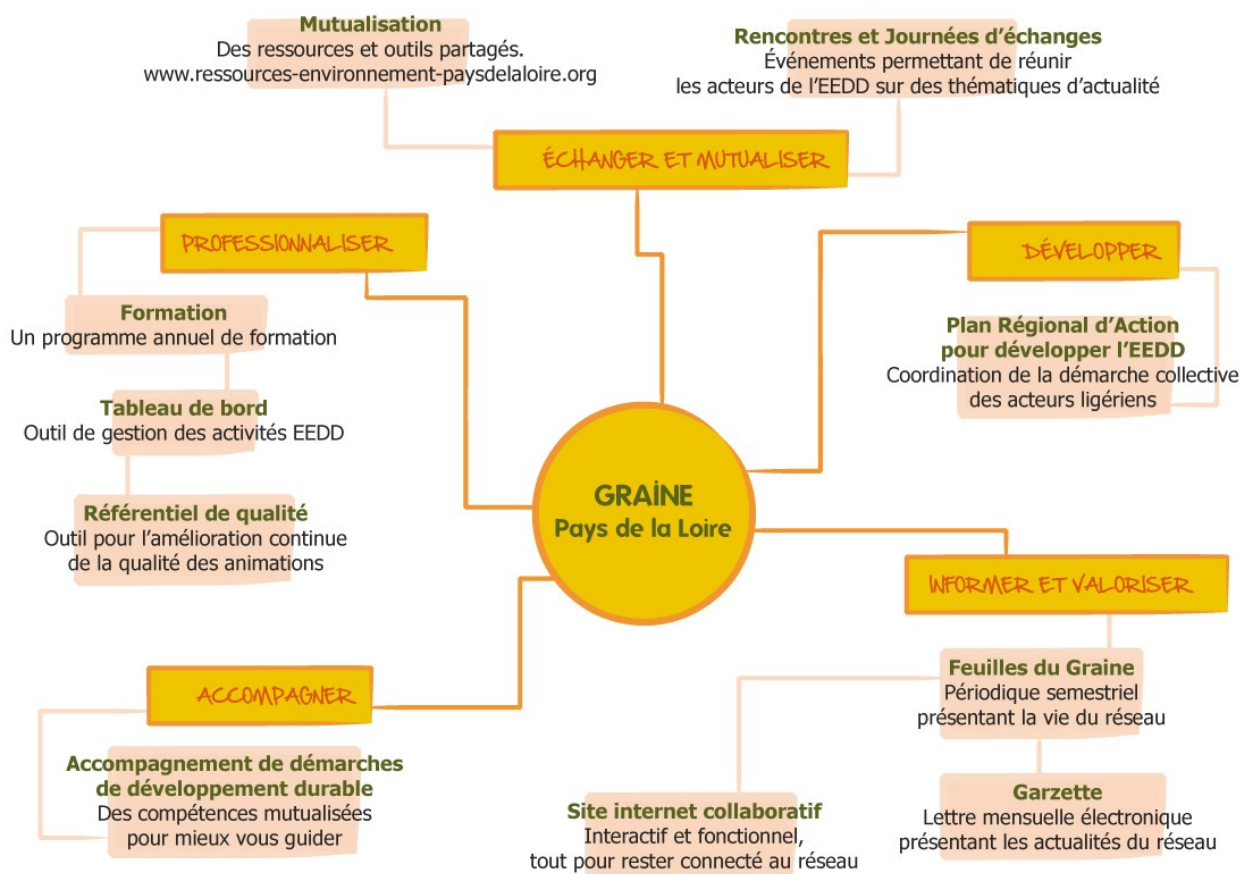 Mutualisation
Des ressources et outils partagés.
www.ressources-environnement-paysdelaloire.org
Rencontres et Journées d'échanges
Événements permettant de réunir
les acteurs de l'EEDD sur des thématiques d'actualité
ÉCHANGER ET MUTUALISER
PROFESSIONNALISER
Formation
Un programme annuel de formation
Tableau de bord
Outil de gestion des activités EEDD
Référentiel de qualité
Outil pour l'amélioration continue
de la qualité des animations
DÉVELOPPER
Plan Régional d'Action
pour développer l'EEDD
Coordination de la démarche collective
des acteurs ligériens
GRAINE
Pays de la Loire
INFORMER ET VALORISER
Feuilles du Graine
Périodique semestriel
présentant la vie du réseau
Garzette
Lettre mensuelle électronique
présentant les actualités du réseau
Site internet collaboratif
Interactif et fonctionnel,
tout pour rester connecté au réseau
ACCOMPAGNER
Accompagnement de démarches
de développement durable
Des compétences mutualisées
pour mieux vous guider